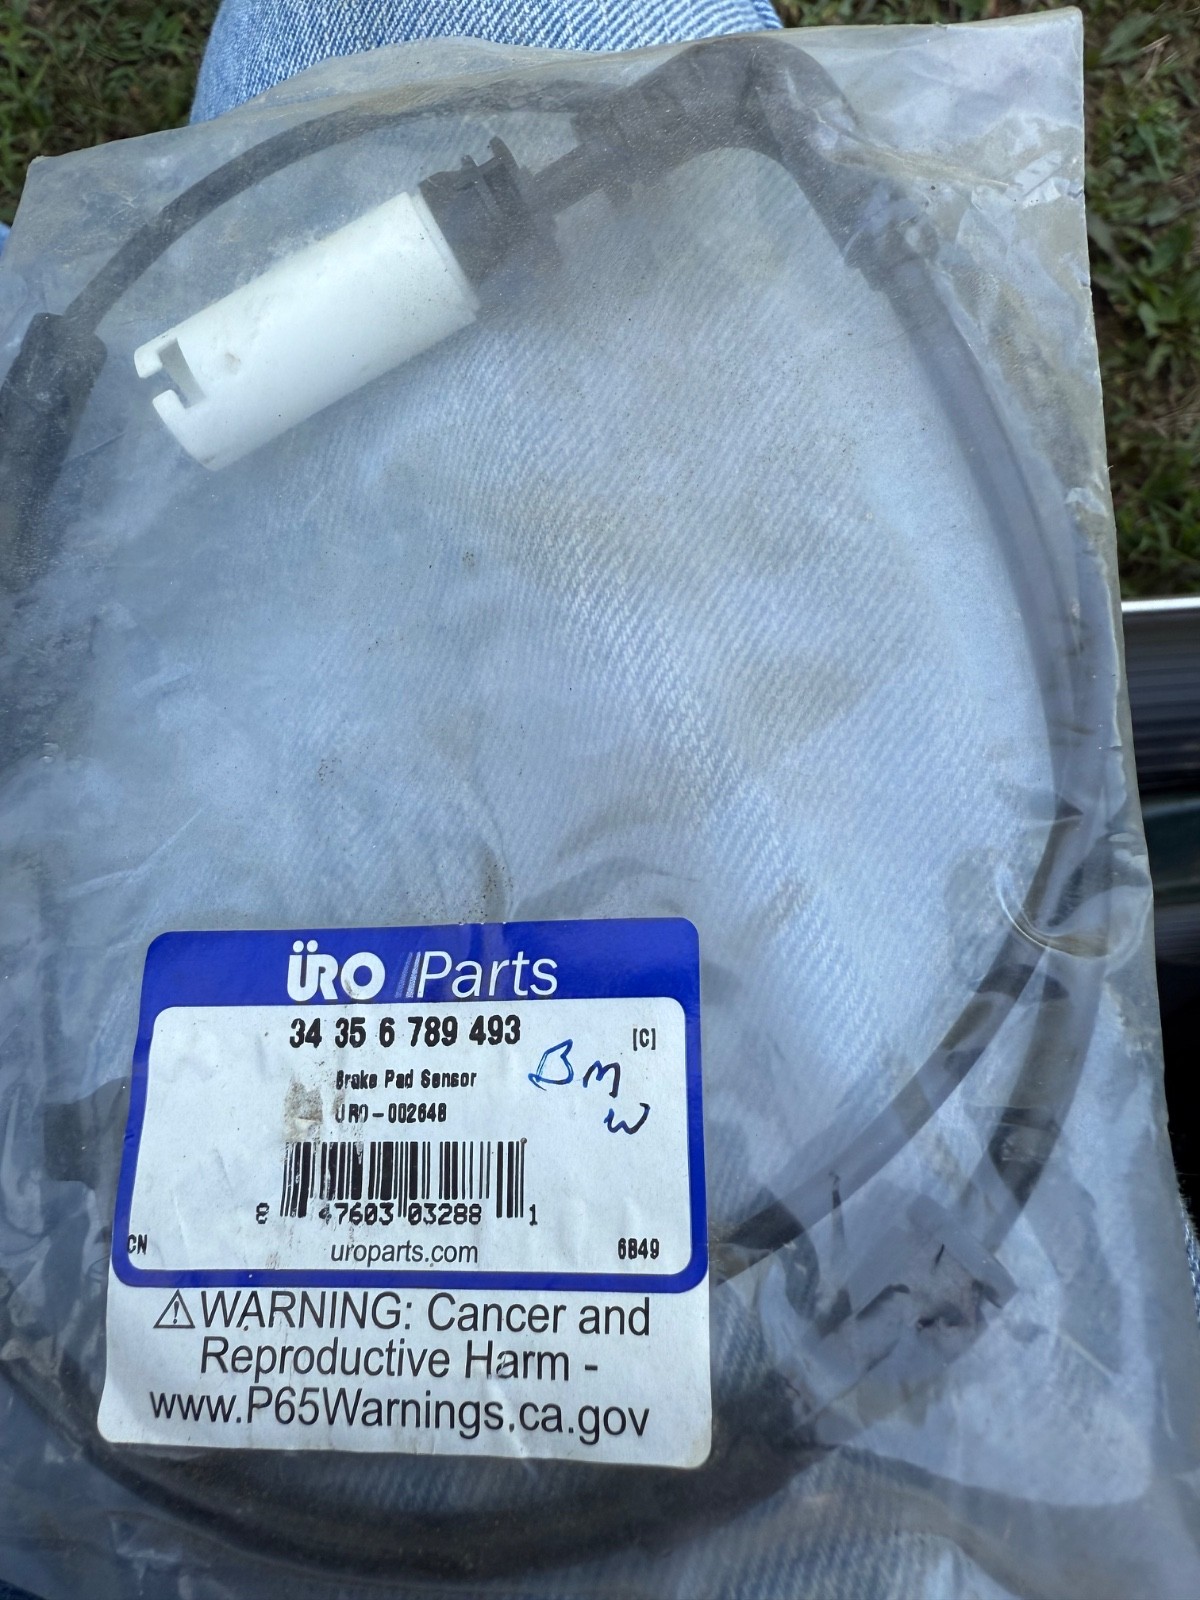 ÜRO Parts
34 35 6 789 493
[C]
Brake Pad Sensor
BM
W
URO-002648
8 47603 03288 1
CN
uroparts.com
6849
⚠WARNING: Cancer and
Reproductive Harm -
www.P65Warnings.ca.gov